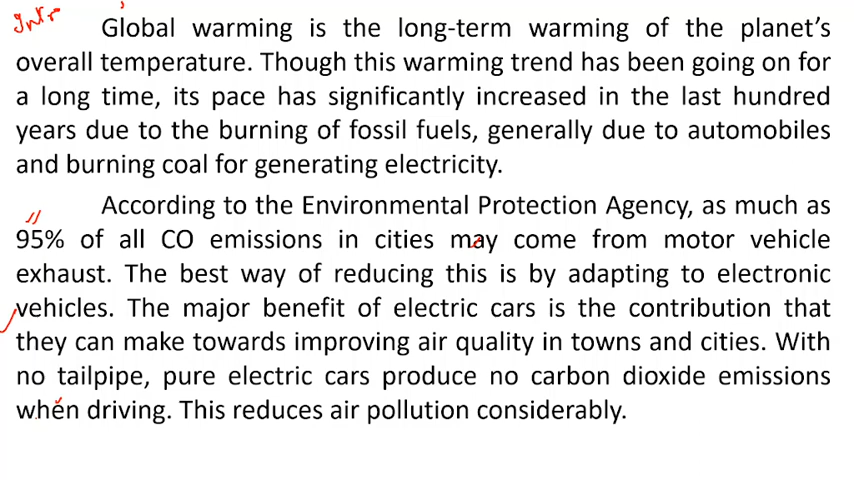 Intr
Global warming is the long-term warming of the planet's
overall temperature. Though this warming trend has been going on for
a long time, its pace has significantly increased in the last hundred
years due to the burning of fossil fuels, generally due to automobiles
and burning coal for generating electricity.
According to the Environmental Protection Agency, as much as
95% of all CO emissions in cities may come from motor vehicle
exhaust. The best way of reducing this is by adapting to electronic
vehicles. The major benefit of electric cars is the contribution that
they can make towards improving air quality in towns and cities. With
no tailpipe, pure electric cars produce no carbon dioxide emissions
when driving. This reduces air pollution considerably.